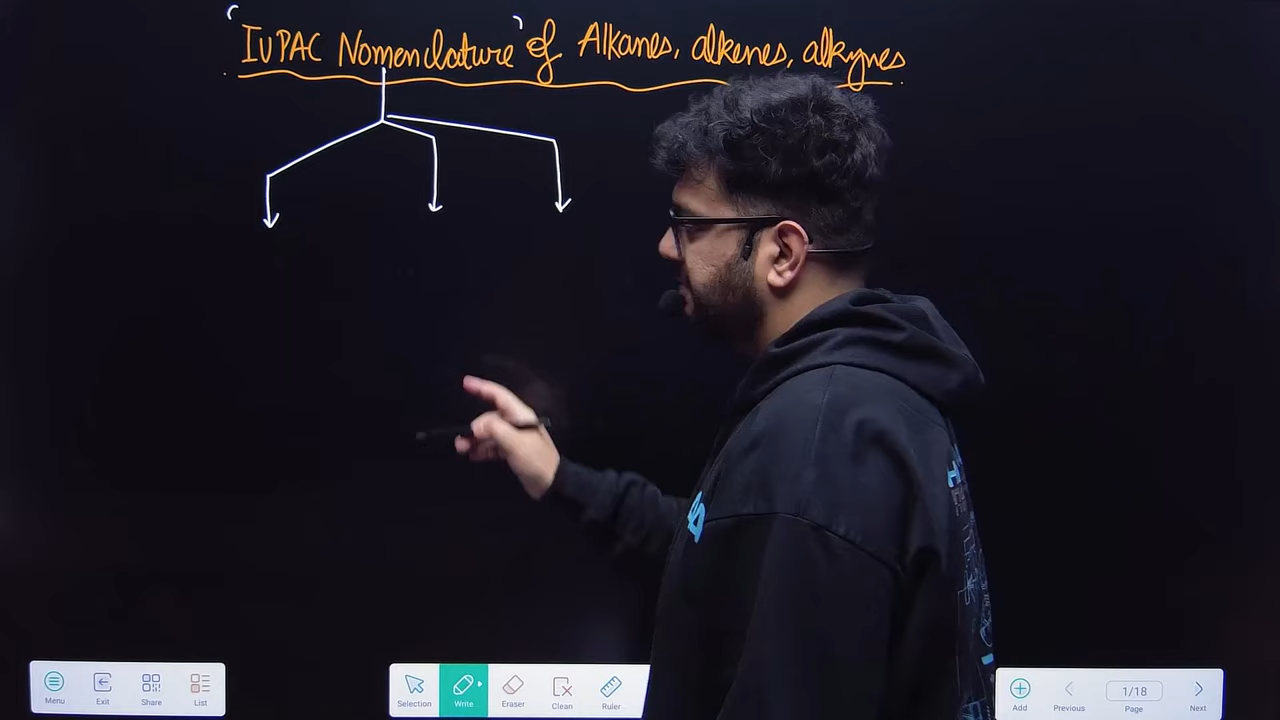 ‘IUPAC Nomenclature’ of Alkanes, alkenes, alkynes
Menu Exit Share List
Selection Write Eraser Clean Ruler
Add Previous 1/18 Page Next